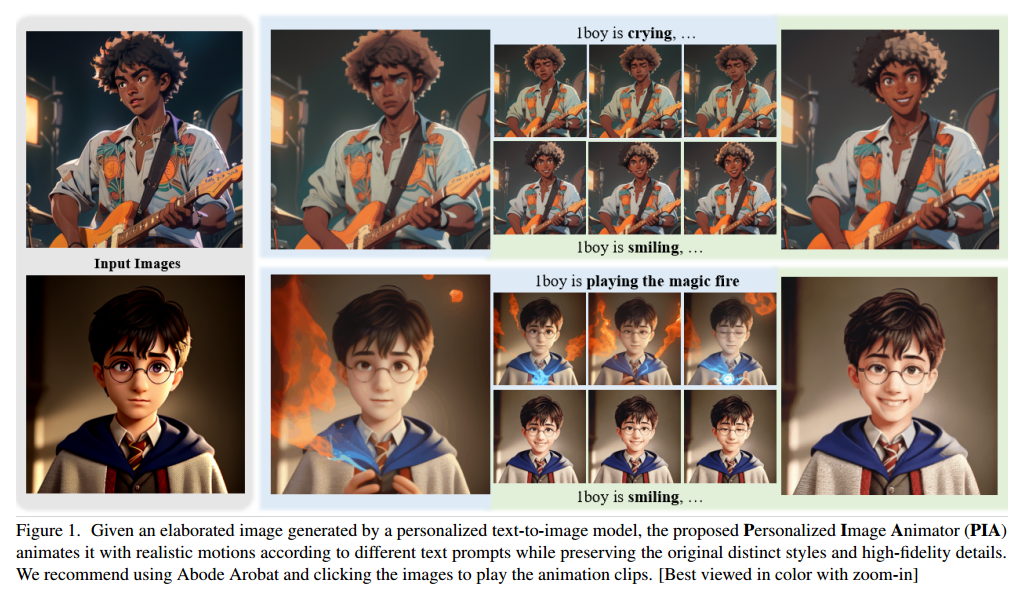 1boy is crying, …
1boy is smiling, …
Input Images
1boy is playing the magic fire
1boy is smiling, …
Figure 1. Given an elaborated image generated by a personalized text-to-image model, the proposed Personalized Image Animator (PIA)
animates it with realistic motions according to different text prompts while preserving the original distinct styles and high-fidelity details.
We recommend using Abode Arobat and clicking the images to play the animation clips. [Best viewed in color with zoom-in]